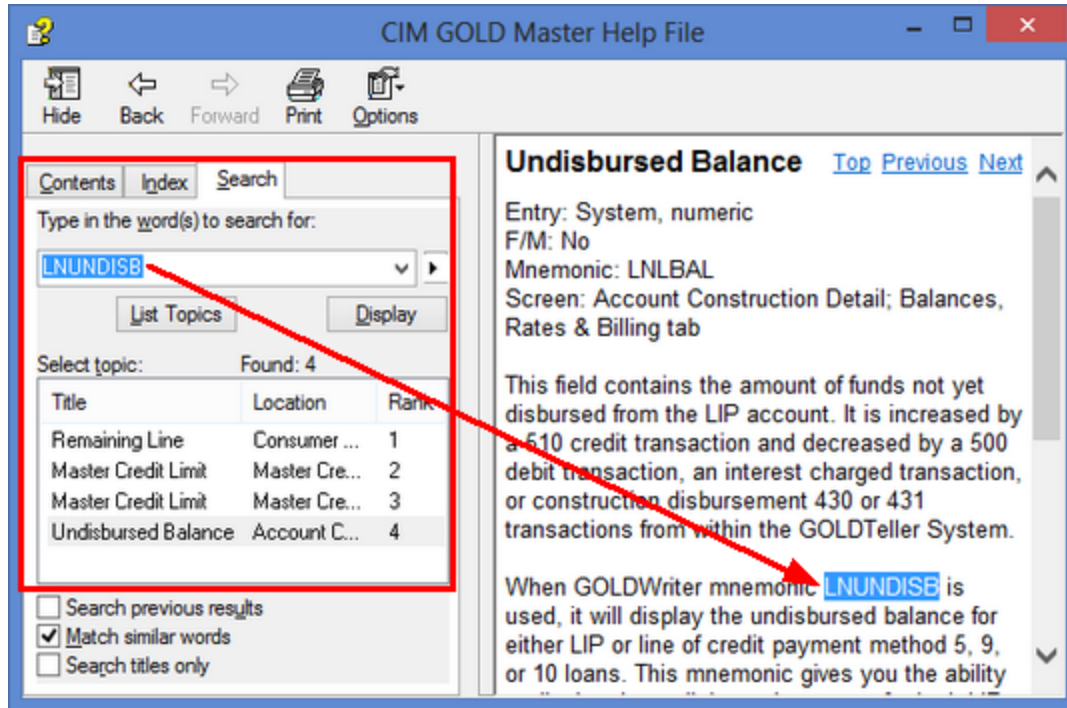 CIM GOLD Master Help File
Hide Back Forward Print Options
Contents Index Search
Type in the word(s) to search for:
LNUNDISB
List Topics Display
Select topic: Found: 4
Title Location Rank
Remaining Line Consumer ... 1
Master Credit Limit Master Cre... 2
Master Credit Limit Master Cre... 3
Undisbursed Balance Account C... 4
Search previous results
Match similar words
Search titles only
Undisbursed Balance Top Previous Next
Entry: System, numeric
F/M: No
Mnemonic: LNLBAL
Screen: Account Construction Detail; Balances,
Rates & Billing tab
This field contains the amount of funds not yet
disbursed from the LIP account. It is increased by
a 510 credit transaction and decreased by a 500
debit transaction, an interest charged transaction,
or construction disbursement 430 or 431
transactions from within the GOLDTeller System.
When GOLDWriter mnemonic LNUNDISB is
used, it will display the undisbursed balance for
either LIP or line of credit payment method 5, 9,
or 10 loans. This mnemonic gives you the ability